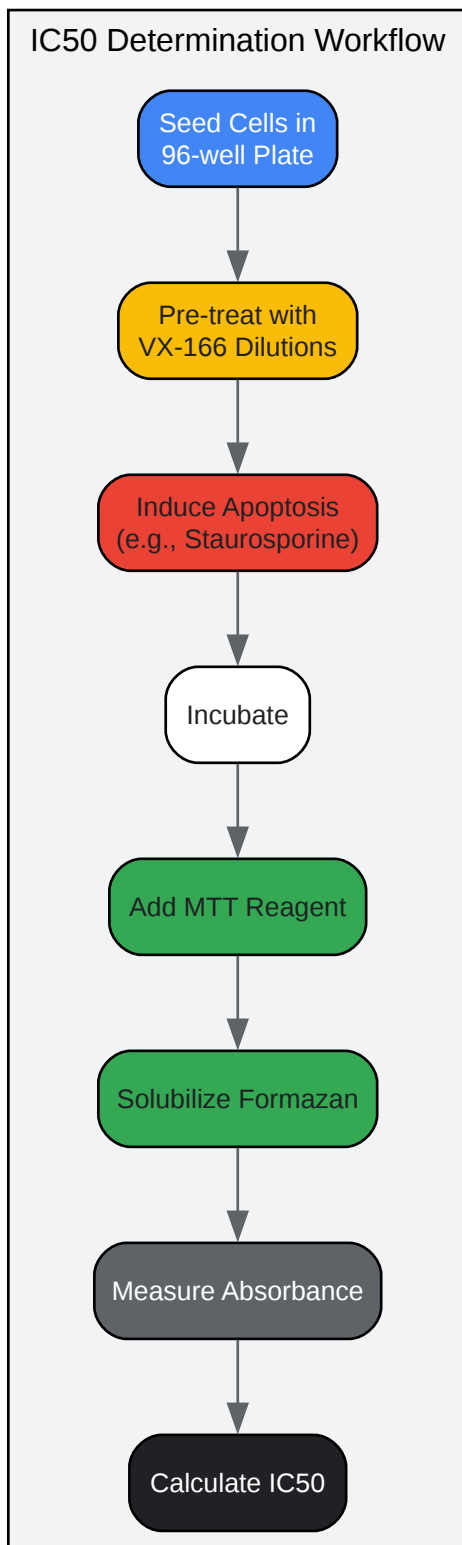 IC50 Determination Workflow
Seed Cells in
96-well Plate
Pre-treat with
VX-166 Dilutions
Induce Apoptosis
(e.g., Staurosporine)
Incubate
Add MTT Reagent
Solubilize Formazan
Measure Absorbance
Calculate IC50